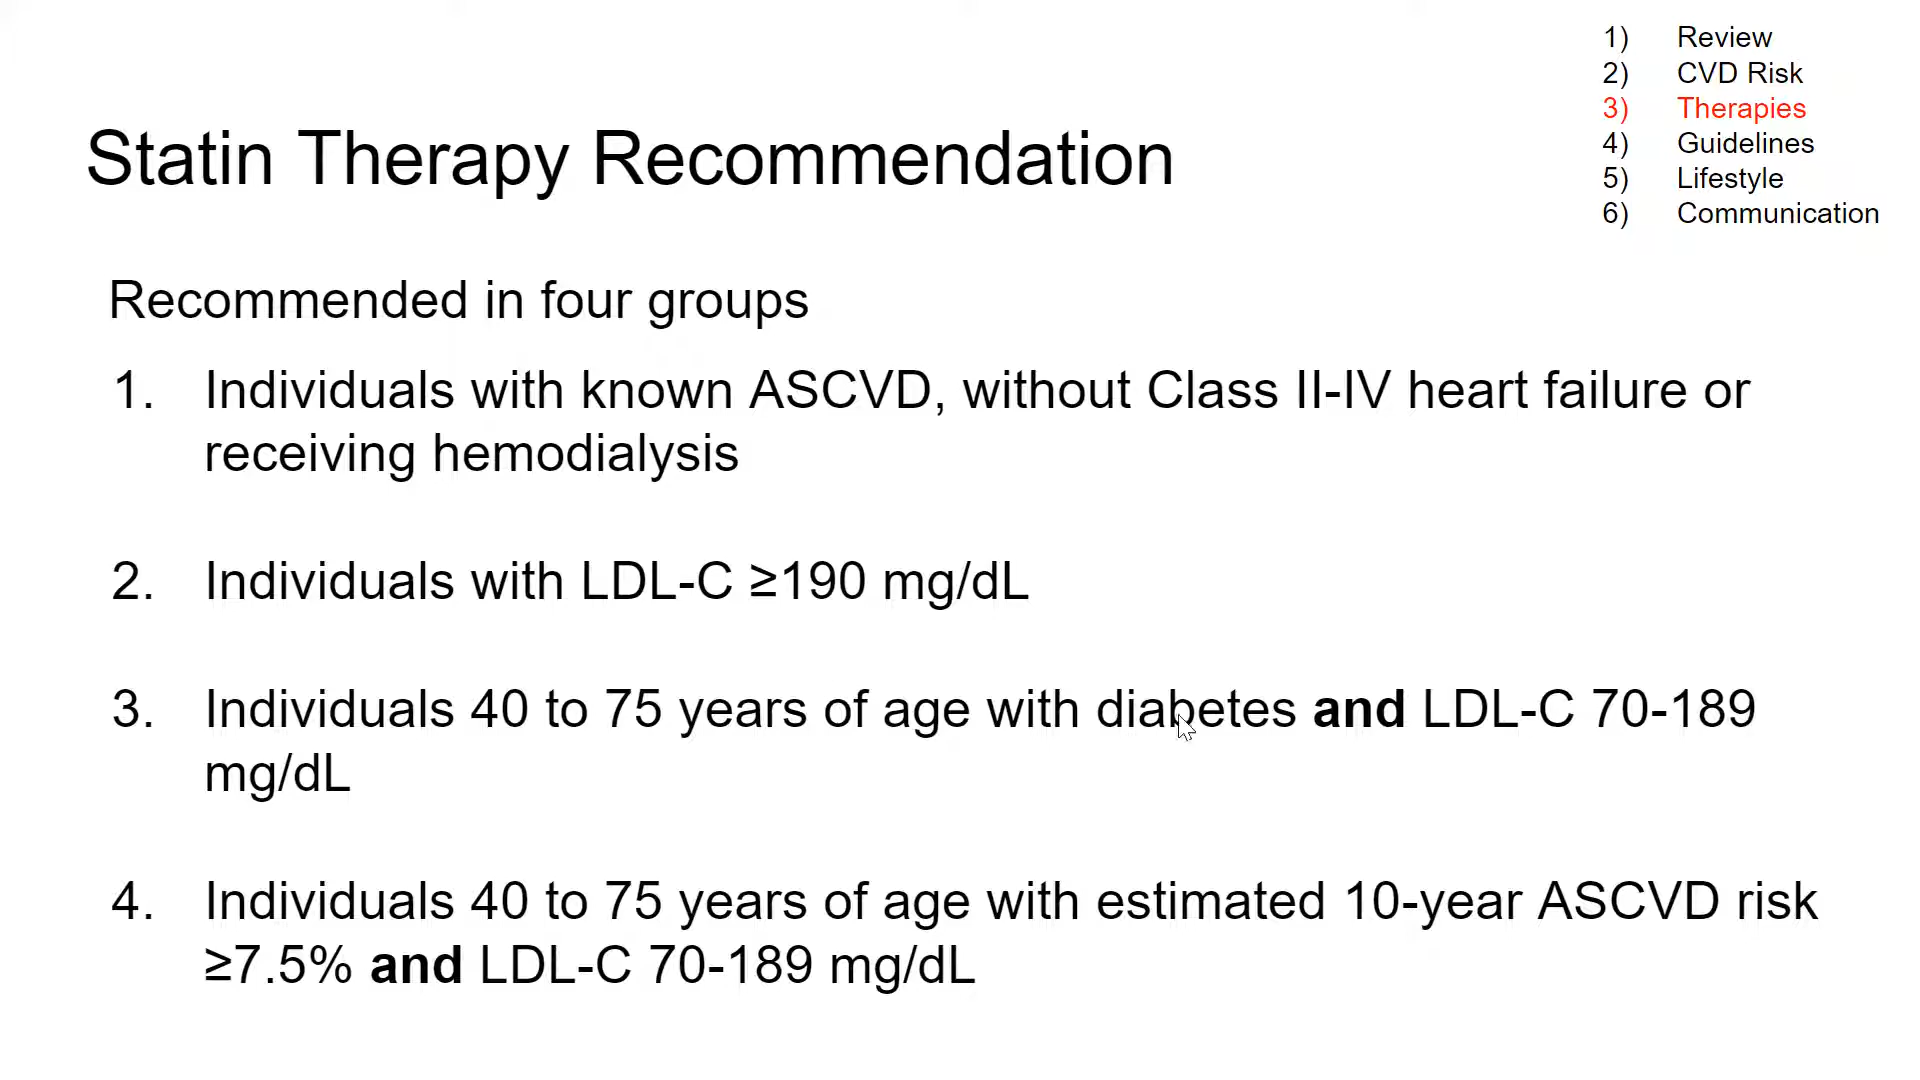 1) Review
2) CVD Risk
3) Therapies
4) Guidelines
5) Lifestyle
6) Communication
Statin Therapy Recommendation
Recommended in four groups
1. Individuals with known ASCVD, without Class II-IV heart failure or
receiving hemodialysis
2. Individuals with LDL-C ≥190 mg/dL
3. Individuals 40 to 75 years of age with diabetes and LDL-C 70-189
mg/dL
4. Individuals 40 to 75 years of age with estimated 10-year ASCVD risk
≥7.5% and LDL-C 70-189 mg/dL